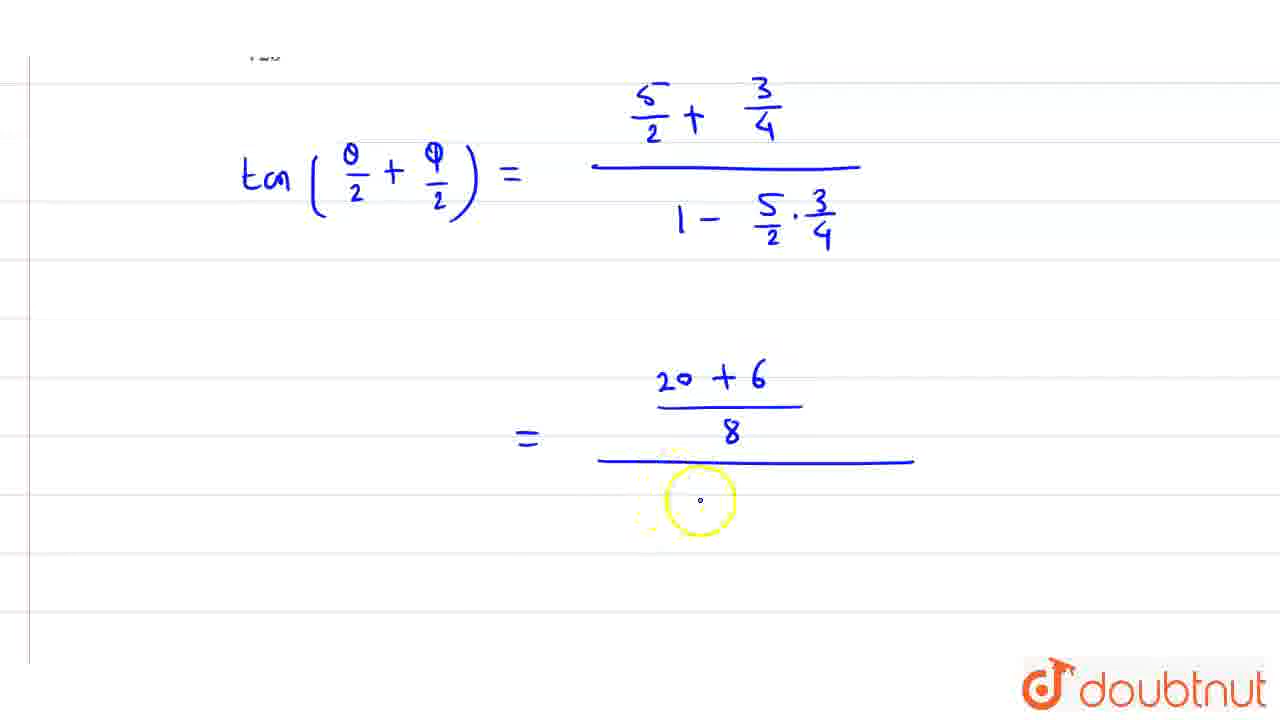 tan (θ/2 + φ/2) = (5/2 + 3/4) / (1 - 5/2 · 3/4)
= ((20 + 6)/8) /
doubtnut